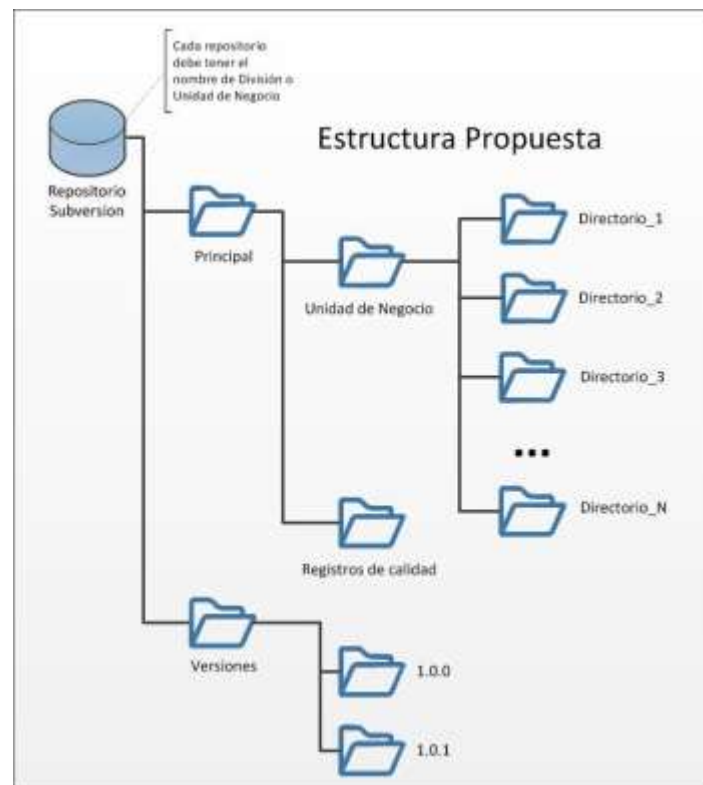 Cada repositorio
debe tener el
nombre de División o
Unidad de Negocio
Estructura Propuesta
Repositorio
Subversion
Principal
Unidad de Negocio
Directorio_1
Directorio_2
Directorio_3
...
Directorio_N
Registros de calidad
Versiones
1.0.0
1.0.1